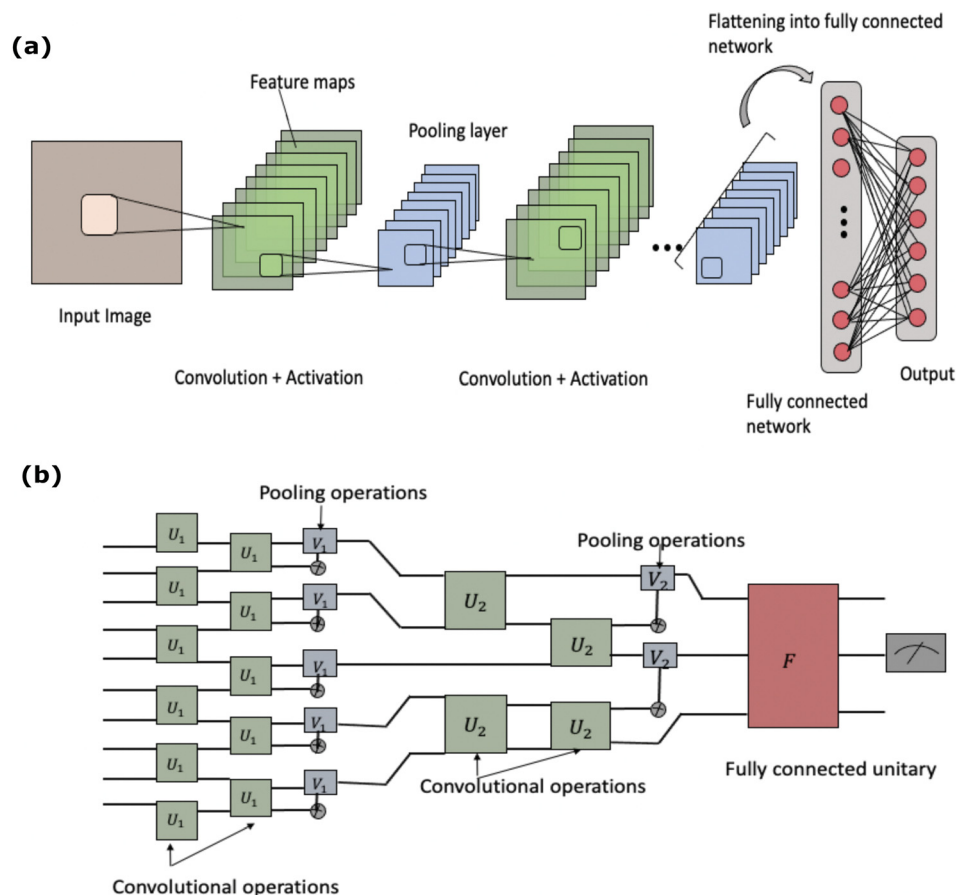 (a)
Flattening into fully connected
network
Feature maps
Pooling layer
Input Image
Convolution + Activation
Convolution + Activation
Output
Fully connected
network
(b)
Pooling operations
Pooling operations
U₁
U₁
U₁
U₁
U₁
U₁
U₁
U₁
U₁
U₁
U₁
V₁
V₁
V₁
V₁
V₁
U₂
U₂
U₂
U₂
V₂
V₂
F
Fully connected unitary
Convolutional operations
Convolutional operations